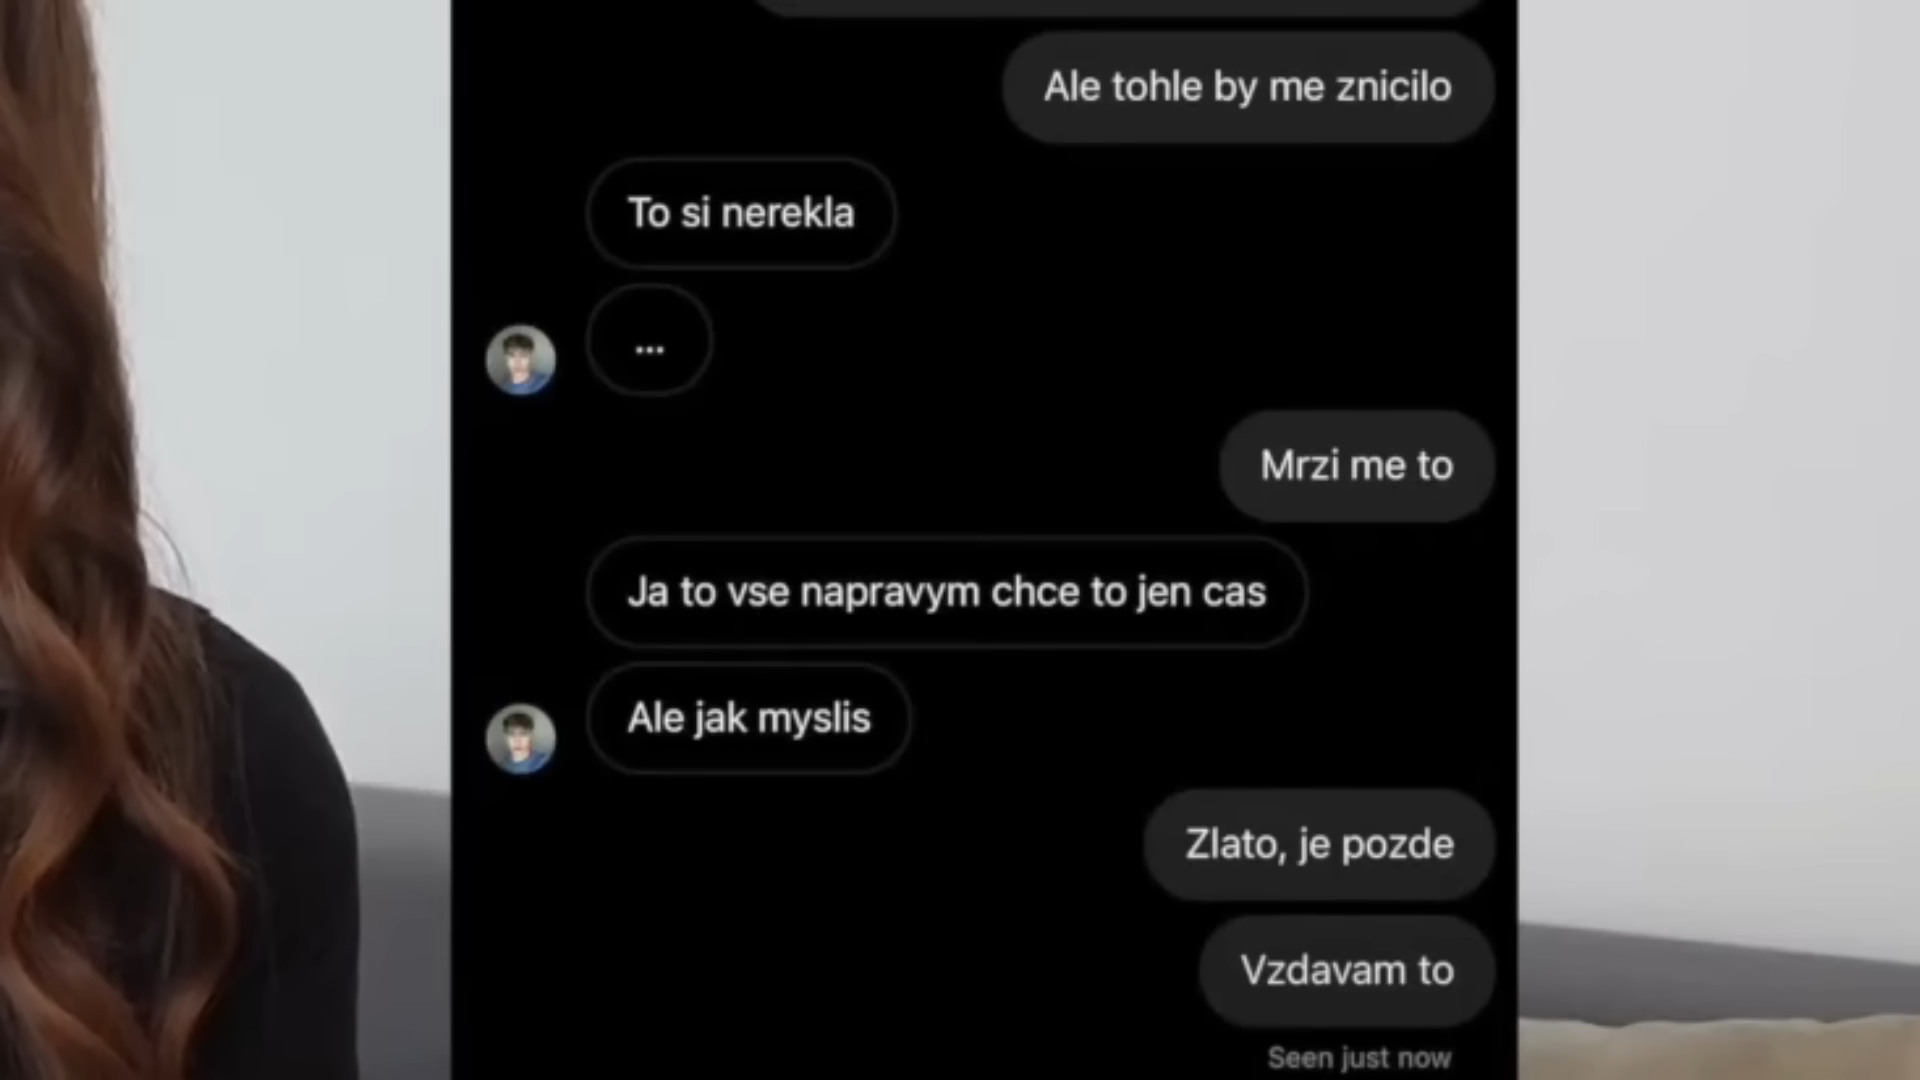 Ale tohle by me znicilo
To si nerekla
...
Mrzi me to
Ja to vse napravym chce to jen cas
Ale jak myslis
Zlato, je pozde
Vzdavam to
Seen just now